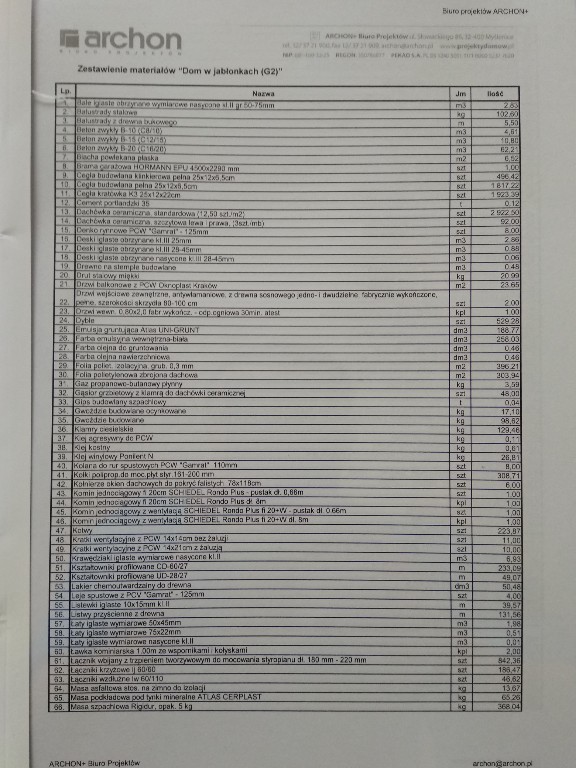 Biuro projektów ARCHON+
archon
BIURO PROJEKTÓW
ARCHON+ Biuro Projektów
Zestawienie materiałów "Dom w jabłonkach (G2)"
Lp. Nazwa Jm Ilość
1. Bale iglaste obrzynane wymiarowe nasycone kl.II gr.50-75mm m3 2,83
2. Balustrady stalowe kg 102,60
3. Balustrady z drewna bukowego m 5,50
4. Beton zwykły B-10 (C8/10) m3 4,61
5. Beton zwykły B-15 (C12/15) m3 10,80
6. Beton zwykły B-20 (C16/20) m3 62,21
7. Blacha powlekana płaska m2 6,52
8. Brama garażowa HORMANN EPU 4500x2290 mm szt 1,00
9. Cegła budowlana klinkierowa pełna 25x12x6,5cm szt 496,42
10. Cegła budowlana pełna 25x12x6,5cm szt 1 817,22
11. Cegła kratówka K3 25x12x22cm szt 1 923,39
12. Cement portlandzki 35 t 0,12
13. Dachówka ceramiczna, standardowa (12,50 szt./m2) szt 2 922,50
14. Dachówka ceramiczna, szczytowa lewa i prawa, (3szt./mb) szt 92,00
15. Denko rynnowe PCW "Gamrat" - 125mm szt 8,00
16. Deski iglaste obrzynane kl.III 25mm m3 2,86
17. Deski iglaste obrzynane kl.III 28-45mm m3 0,88
18. Deski iglaste obrzynane nasycone kl.III 28-45mm m3 0,06
19. Drewno na stemple budowlane m3 0,48
20. Drut stalowy miękki kg 20,99
21. Drzwi balkonowe z PCW Oknoplast Kraków m2 23,65
Drzwi wejściowe zewnętrzne, antywłamaniowe, z drewna sosnowego jedno- i dwudzielne, fabrycznie wykończone,
22. pełne, szerokości skrzydła 80-100 cm szt 2,00
23. Drzwi wewn. 0,80x2,0 fabr.wykończ. - odp.ogniowa 30min. atest kpl 1,00
24. Dyble szt 529,28
25. Emulsja gruntująca Atlas UNI-GRUNT dm3 188,77
26. Farba emulsyjna wewnętrzna-biała dm3 258,03
27. Farba olejna do gruntowania dm3 0,46
28. Farba olejna nawierzchniowa dm3 0,46
29. Folia poliet. izolacyjna, grub. 0,3 mm m2 396,21
30. Folia polietylenowa zbrojona dachowa m2 303,94
31. Gaz propanowo-butanowy płynny kg 3,59
32. Gąsior grzbietowy z klamrą do dachówki ceramicznej szt 48,00
33. Gips budowlany szpachlowy t 0,04
34. Gwoździe budowlane ocynkowane kg 17,10
35. Gwoździe budowlane kg 98,62
36. Klamry ciesielskie kg 129,48
37. Klej agresywny do PCW kg 0,11
38. Klej kostny kg 0,61
39. Klej winylowy Ponilent N kg 26,81
40. Kolana do rur spustowych PCW "Gamrat" 110mm szt 8,00
41. Kołki poliprop.do moc.płyt styr.161-200 mm szt 308,71
42. Kołnierze okien dachowych do pokryć falistych 78x118cm szt 6,00
43. Komin jednociągowy fi 20cm SCHIEDEL Rondo Plus - pustak dł. 0,66m szt 1,00
44. Komin jednociągowy fi 20cm SCHIEDEL Rondo Plus dł. 8m kpl 1,00
45. Komin jednociągowy z wentylacją SCHIEDEL Rondo Plus fi 20+W - pustak dł. 0.66m szt 1,00
46. Komin jednociągowy z wentylacją SCHIEDEL Rondo Plus fi 20+W dł. 8m kpl 1,00
47. Kotwy szt 223,87
48. Kratki wentylacyjne z PCW 14x14cm bez żaluzji szt 11,00
49. Kratki wentylacyjne z PCW 14x21cm z żaluzją szt 10,00
50. Krawędziaki iglaste wymiarowe nasycone kl.II m3 6,93
51. Kształtowniki profilowane CD-60/27 m 233,09
52. Kształtowniki profilowane UD-28/27 m 49,07
53. Lakier chemoutwardzalny do drewna dm3 50,48
54. Leje spustowe z PCV "Gamrat" - 125mm szt 4,00
55. Listewki iglaste 10x15mm kl.II m 38,57
56. Listwy przyścienne z drewna m 131,56
57. Łaty iglaste wymiarowe 50x45mm m3 1,98
58. Łaty iglaste wymiarowe 75x22mm m3 0,51
59. Łaty iglaste wymiarowe nasycone kl.II m3 0,01
60. Ławka kominiarska 1,00m ze wspornikami i kołyskami kpl 2,00
61. Łącznik wbijany z trzpieniem tworzywowym do mocowania styropianu dł. 180 mm - 220 mm szt 842,36
62. Łączniki krzyżowe lj 60/60 szt 186,47
63. Łączniki wzdłużne lw 60/110 szt 46,62
64. Masa asfaltowa stos. na zimno do izolacji kg 13,67
65. Masa podkładowa pod tynki mineralne ATLAS CERPLAST kg 65,26
66. Masa szpachlowa Rigidur, opak. 5 kg kg 368,04
ARCHON+ Biuro Projektów archon@archon.pl